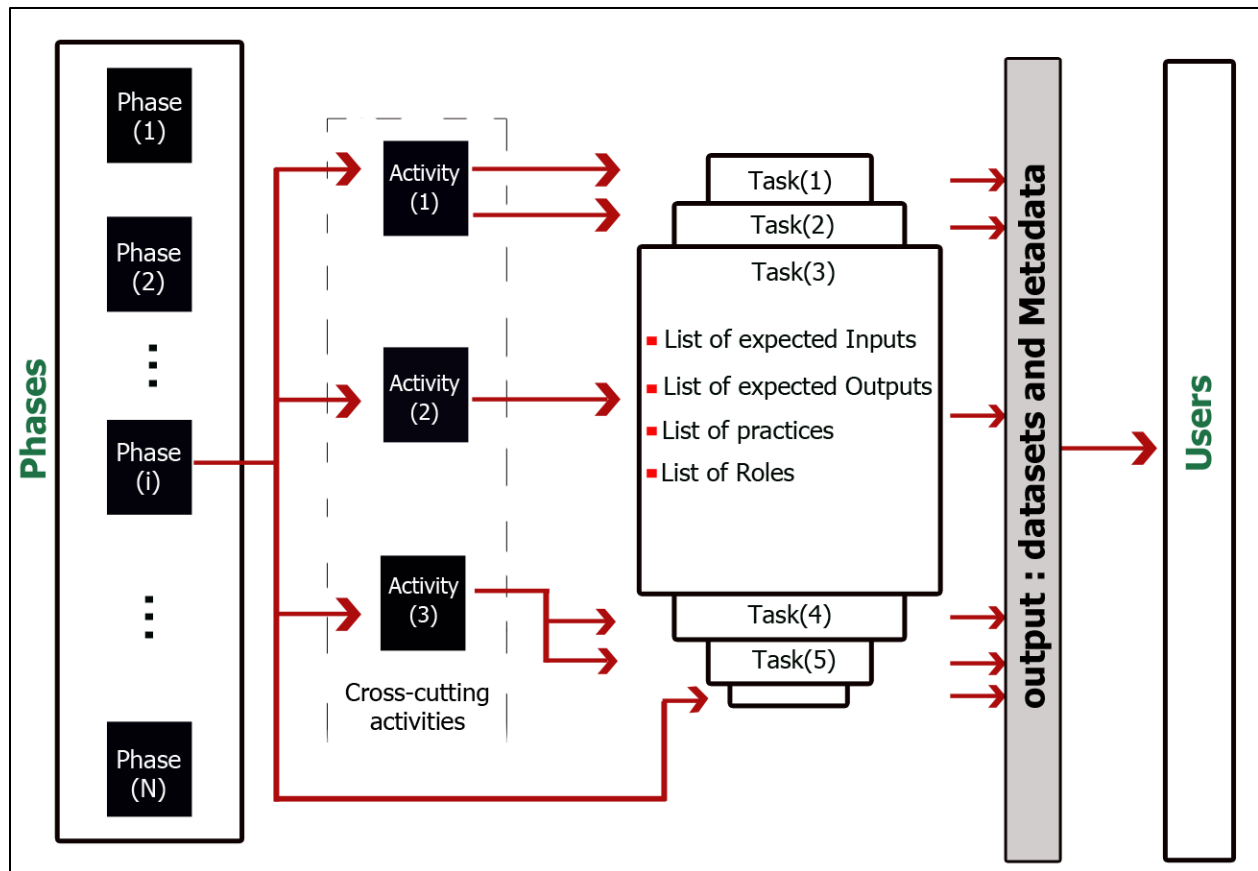 Phases
Phase
(1)
Phase
(2)
...
Phase
(i)
...
Phase
(N)
Activity
(1)
Activity
(2)
Activity
(3)
Cross-cutting
activities
Task(1)
Task(2)
Task(3)
List of expected Inputs
List of expected Outputs
List of practices
List of Roles
Task(4)
Task(5)
output : datasets and Metadata
Users